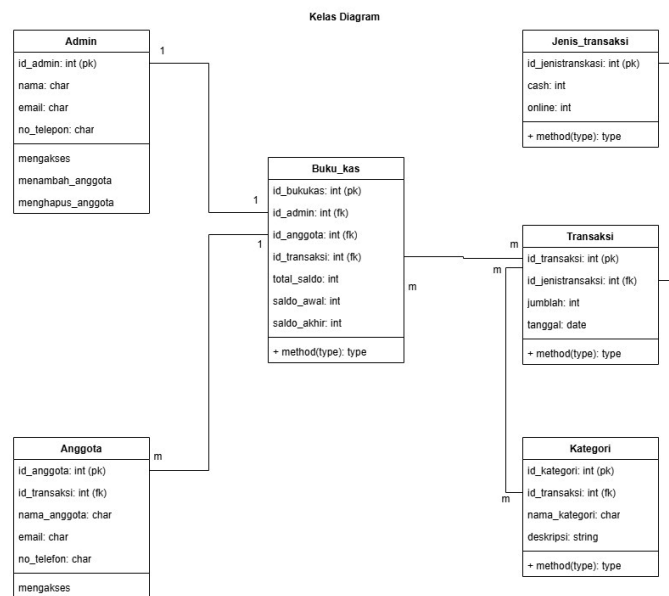 Kelas Diagram
Admin
id_admin: int (pk)
nama: char
email: char
no_telepon: char
mengakses
menambah_anggota
menghapus_anggota
1
1
Buku_kas
id_bukukas: int (pk)
id_admin: int (fk)
id_anggota: int (fk)
id_transaksi: int (fk)
total_saldo: int
saldo_awal: int
saldo_akhir: int
+ method(type): type
1
m
Anggota
id_anggota: int (pk)
id_transaksi: int (fk)
nama_anggota: char
email: char
no_telefon: char
mengakses
m
m
m
m
Jenis_transaksi
id_jenistranskasi: int (pk)
cash: int
online: int
+ method(type): type
Transaksi
id_transaksi: int (pk)
id_jenistransaksi: int (fk)
jumblah: int
tanggal: date
+ method(type): type
Kategori
id_kategori: int (pk)
id_transaksi: int (fk)
nama_kategori: char
deskripsi: string
+ method(type): type